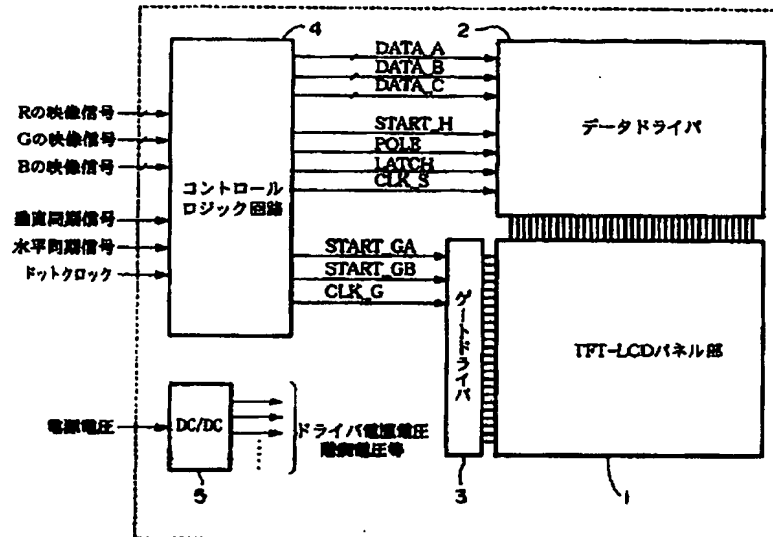 4
2
DATA_A
DATA_B
DATA_C
START_H
POLE
LATCH
CLK_S
Rの映像信号
Gの映像信号
Bの映像信号
垂直同期信号
水平同期信号
ドットクロック
コントロール
ロジック回路
データドライバ
START_GA
START_GB
CLK_G
ゲートドライバ
TFT-LCDパネル部
電源電圧
DC/DC
ドライバ電源電圧
階調電圧等
5
3
1